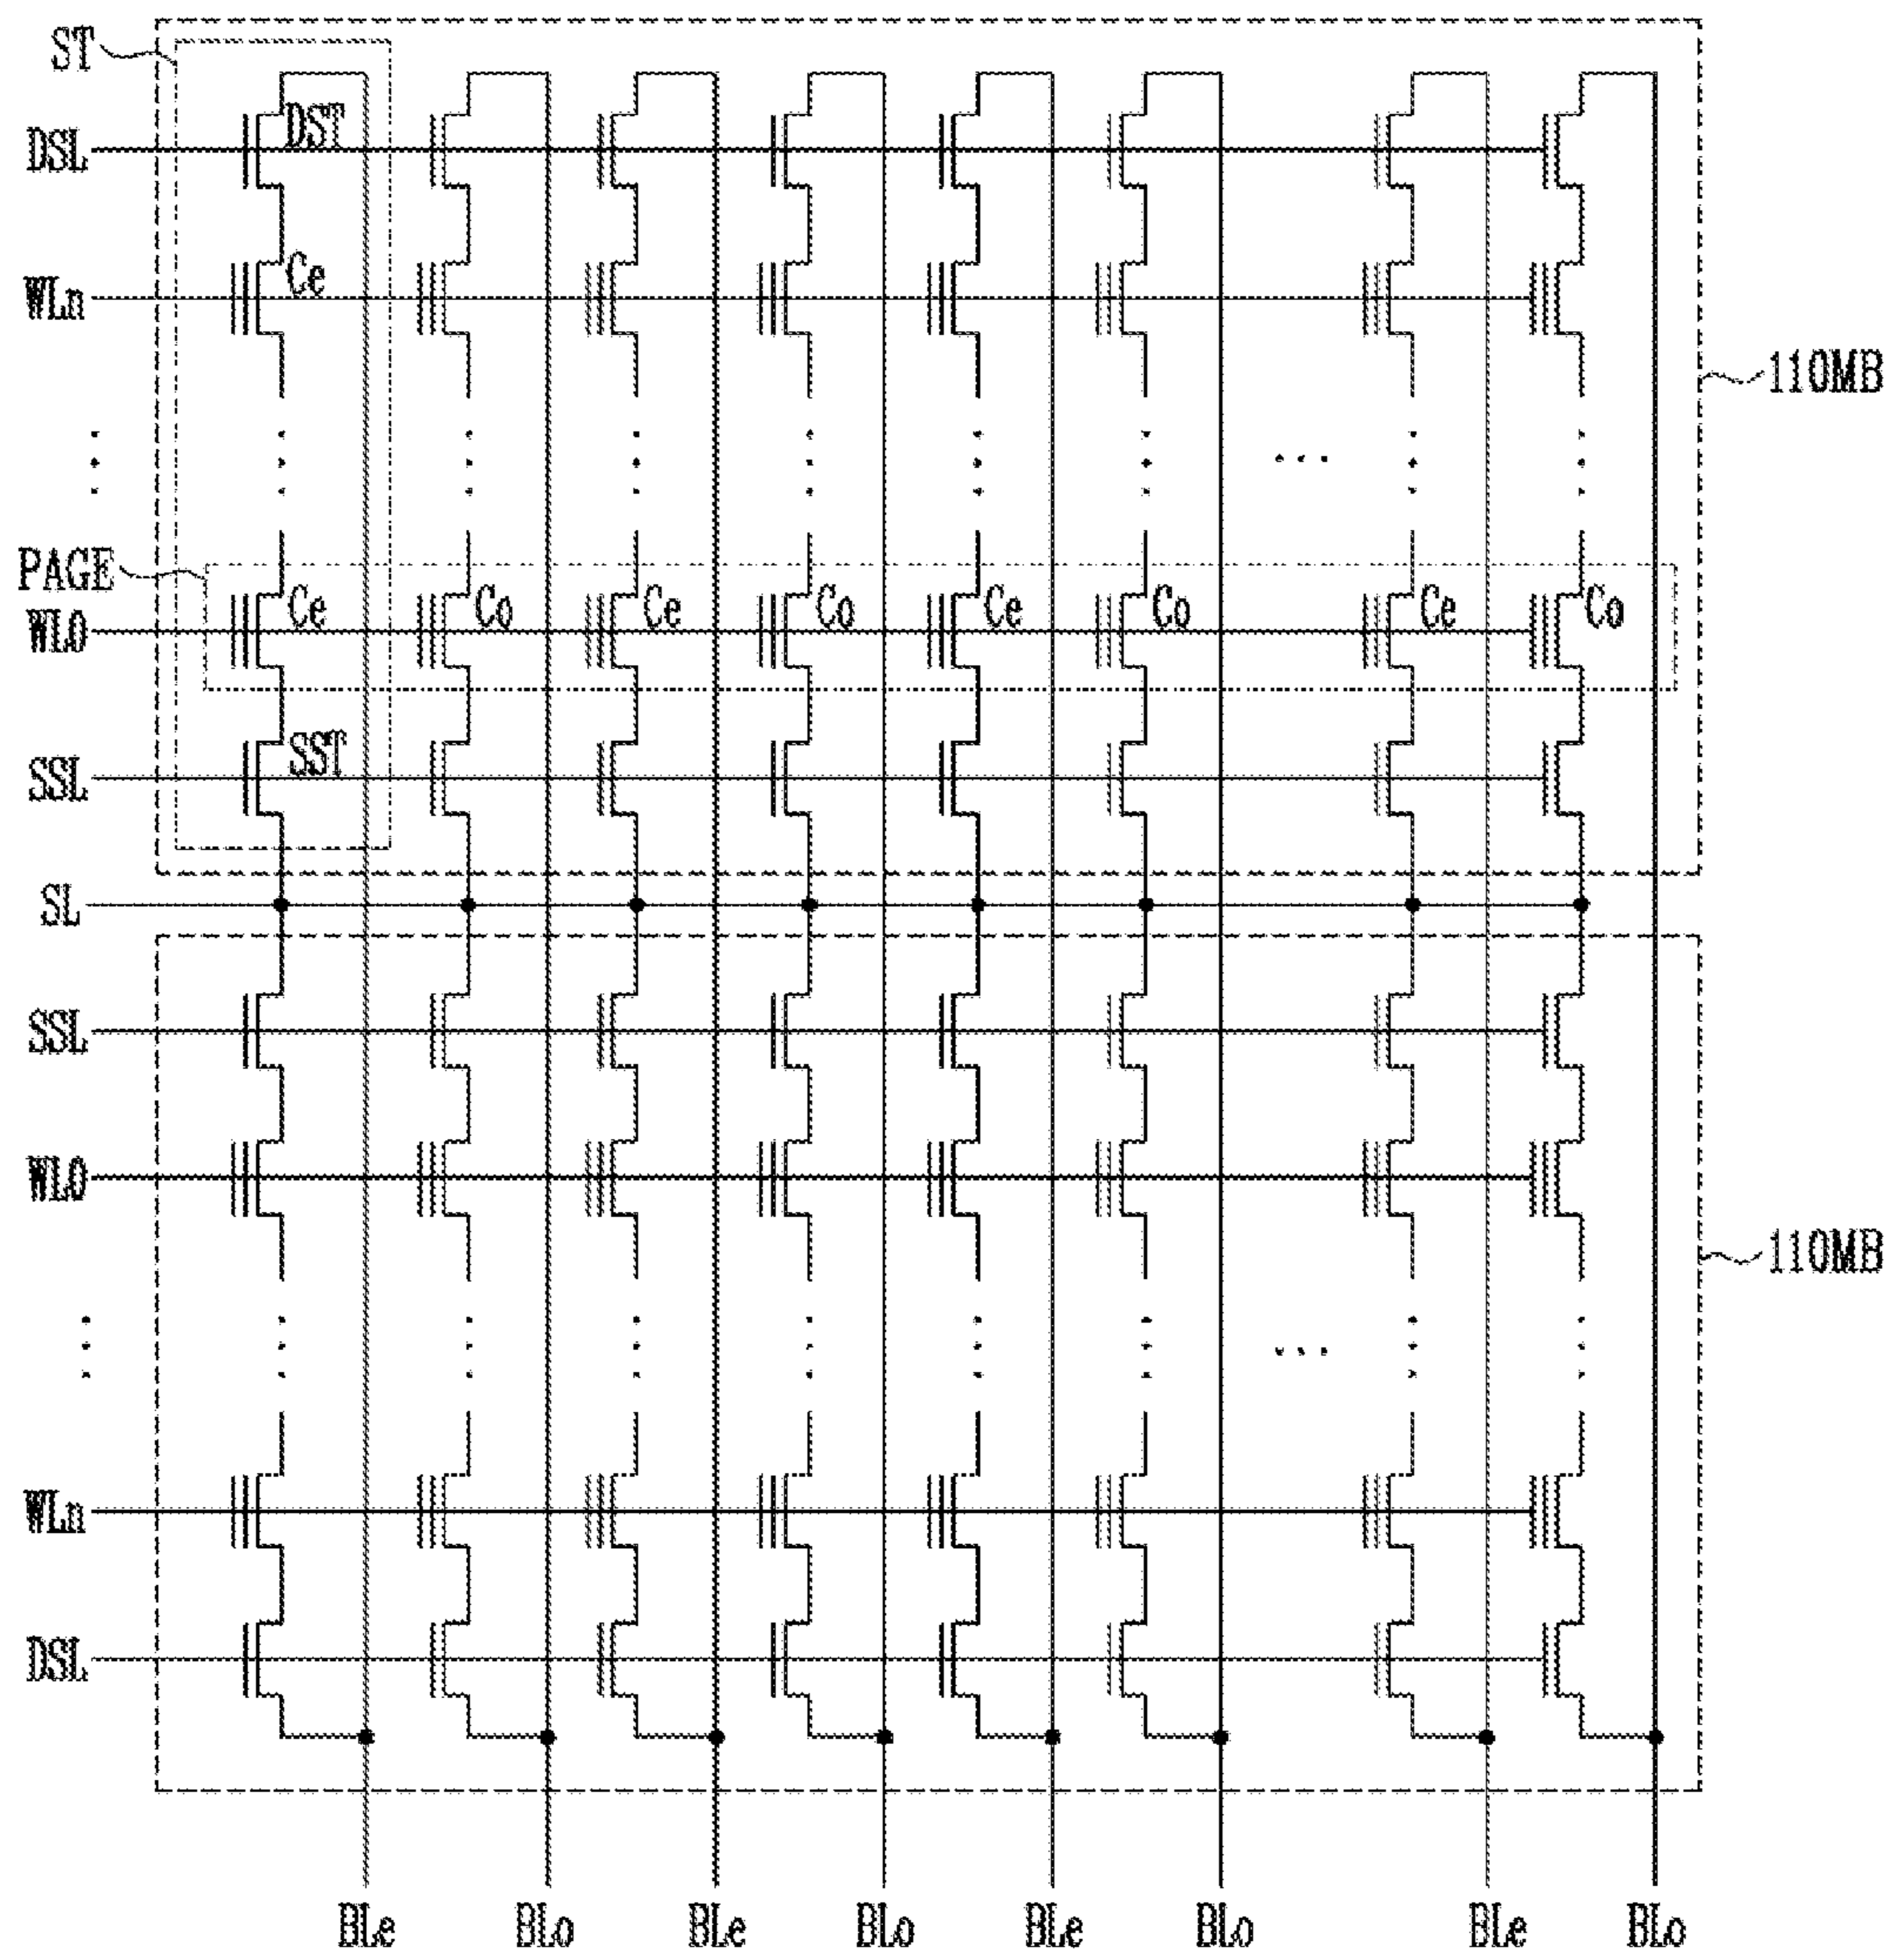 ST
DST
DSL
Ce
WLn
110MB
PAGE
Ce Co Ce Co Ce Co Ce Co
WL0
SST
SSL
SL
SSL
WL0
110MB
WLn
DSL
BLe BLo BLe BLo BLe BLo BLe BLo